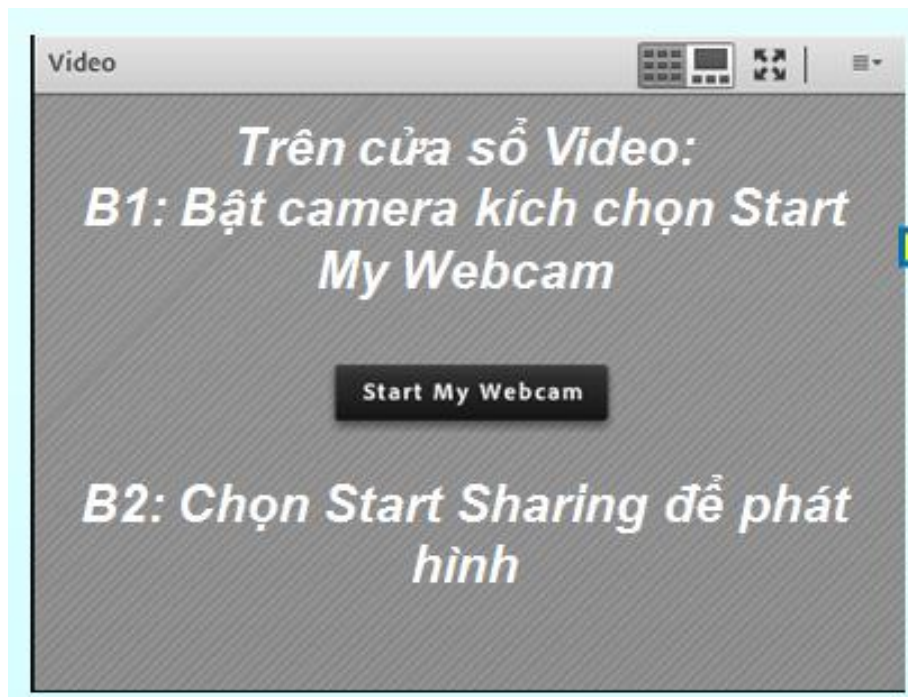 Video
Trên cửa sổ Video:
B1: Bật camera kích chọn Start
My Webcam
Start My Webcam
B2: Chọn Start Sharing để phát
hình